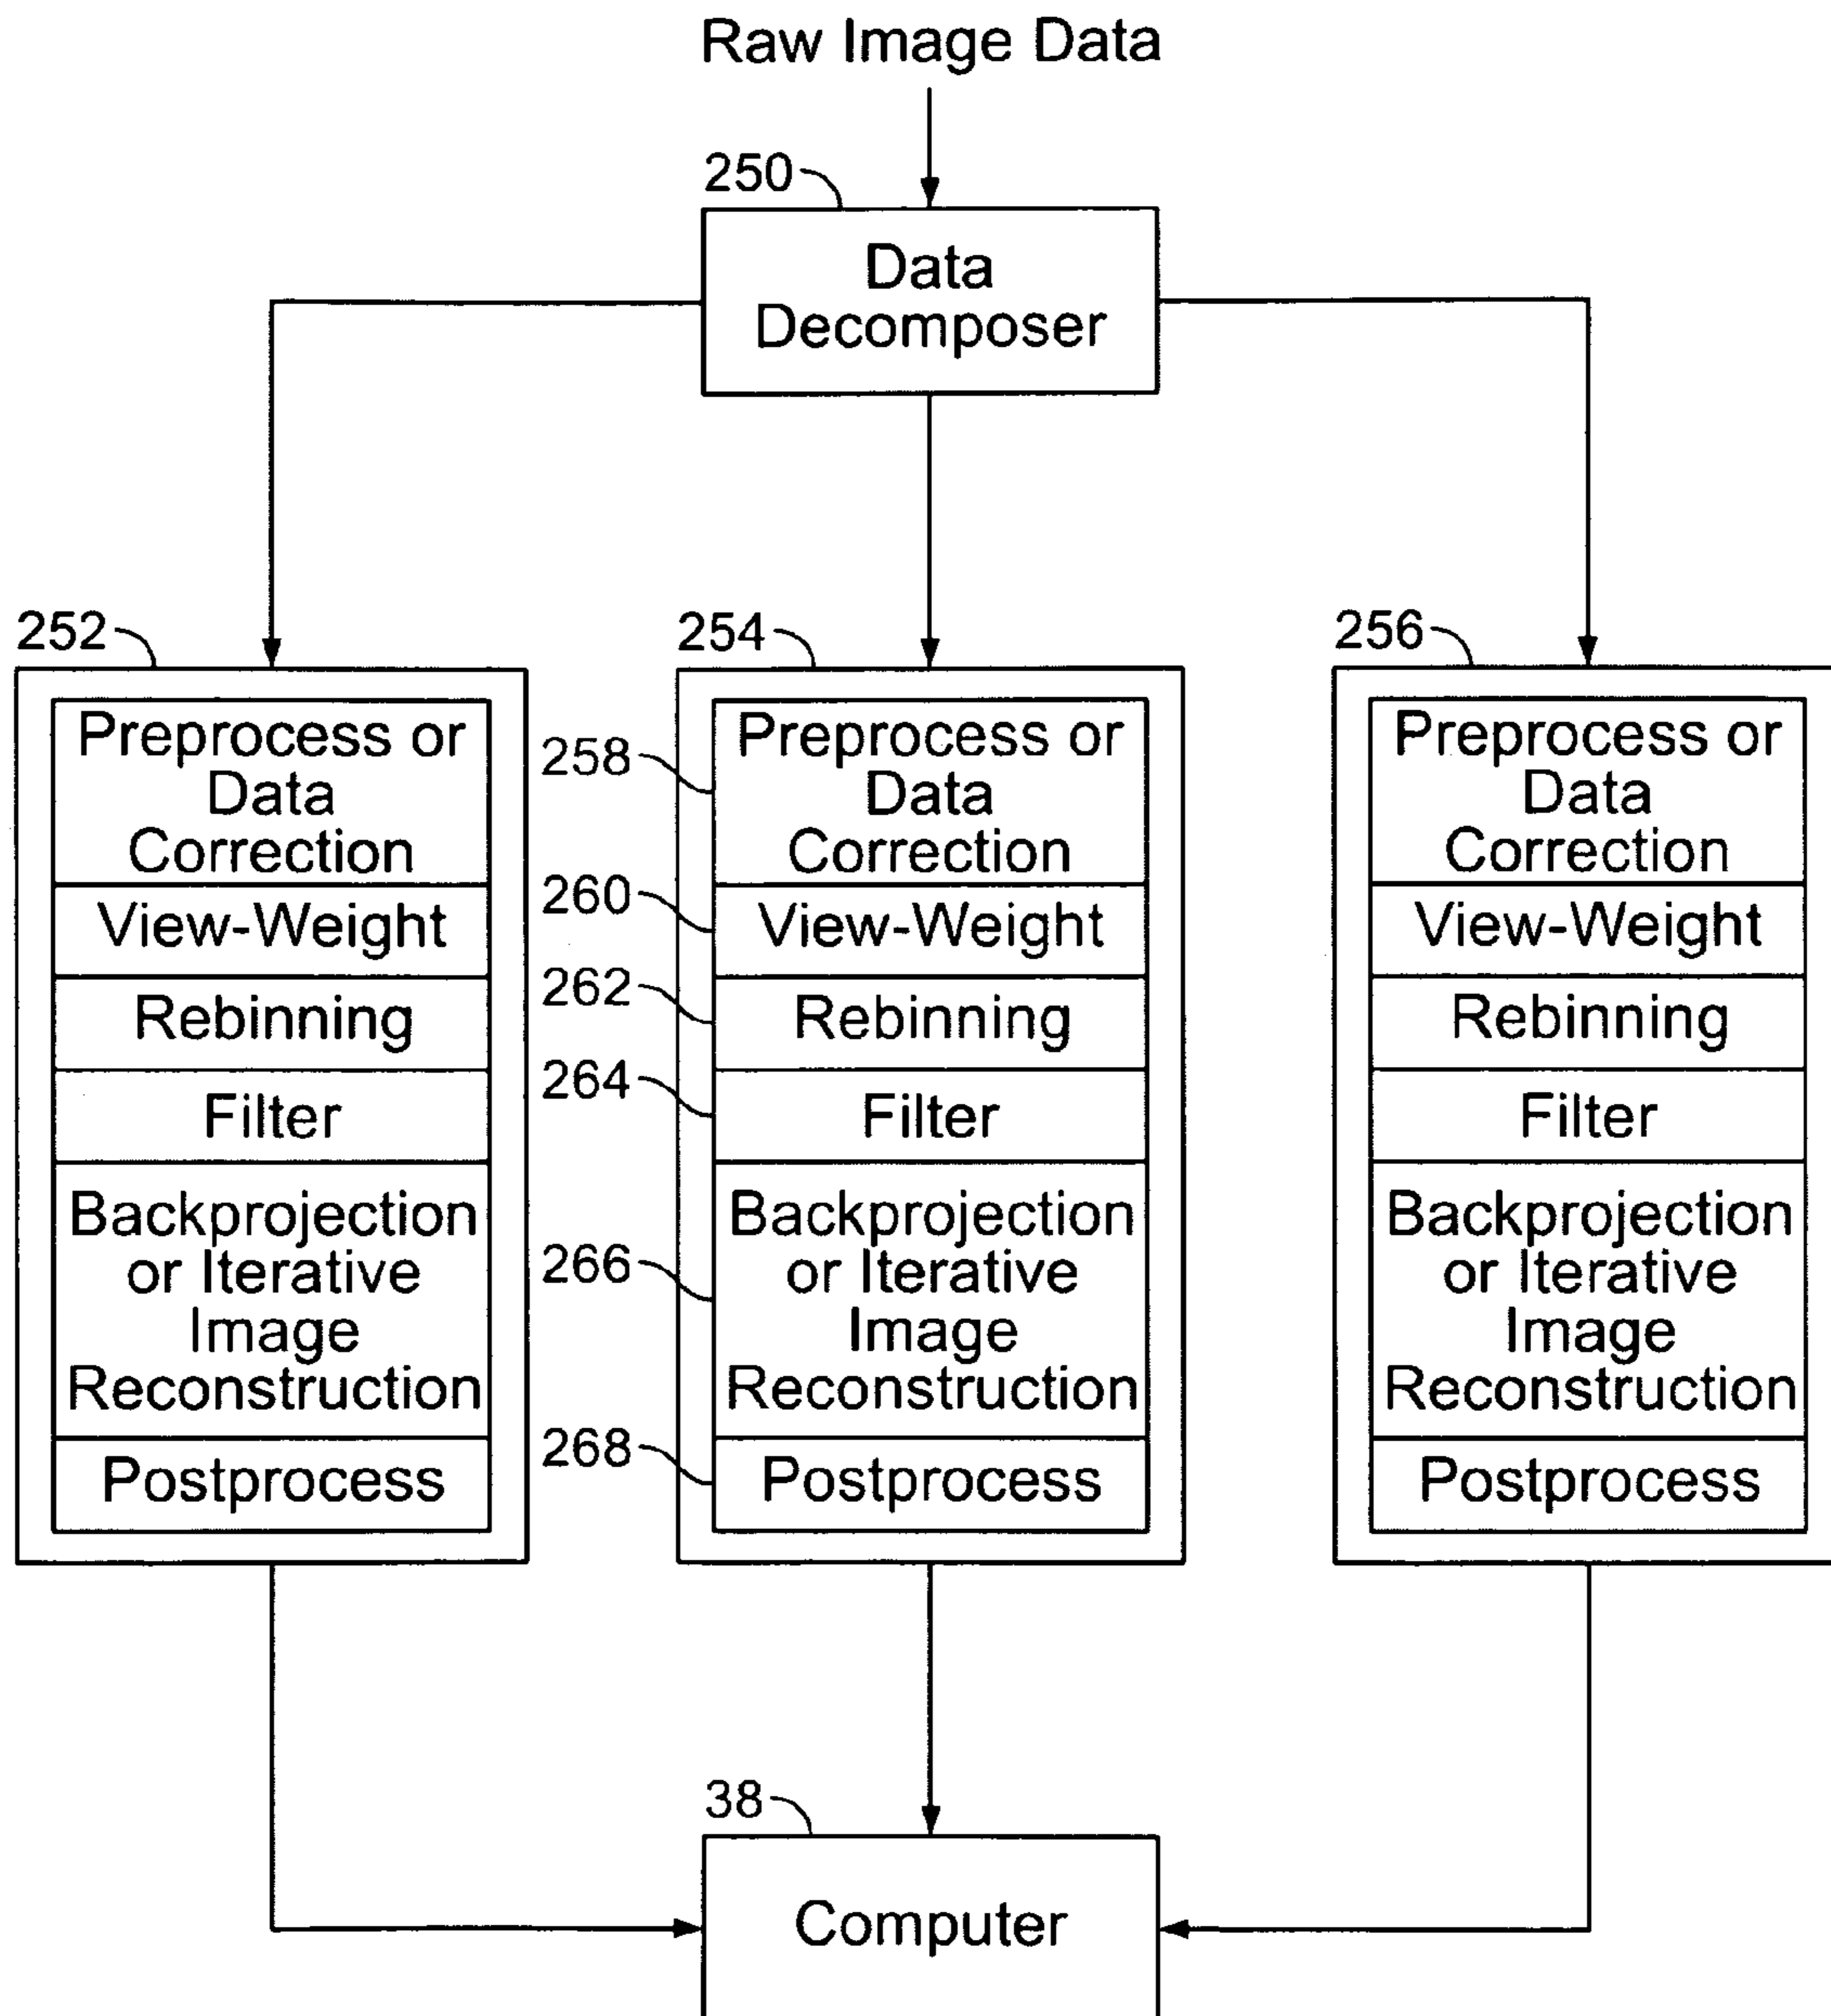 Raw Image Data
250
Data
Decomposer
252
Preprocess or
Data
Correction
View-Weight
Rebinning
Filter
Backprojection
or Iterative
Image
Reconstruction
Postprocess
254
258
Preprocess or
Data
Correction
260
View-Weight
262
Rebinning
264
Filter
266
Backprojection
or Iterative
Image
Reconstruction
268
Postprocess
256
Preprocess or
Data
Correction
View-Weight
Rebinning
Filter
Backprojection
or Iterative
Image
Reconstruction
Postprocess
38
Computer